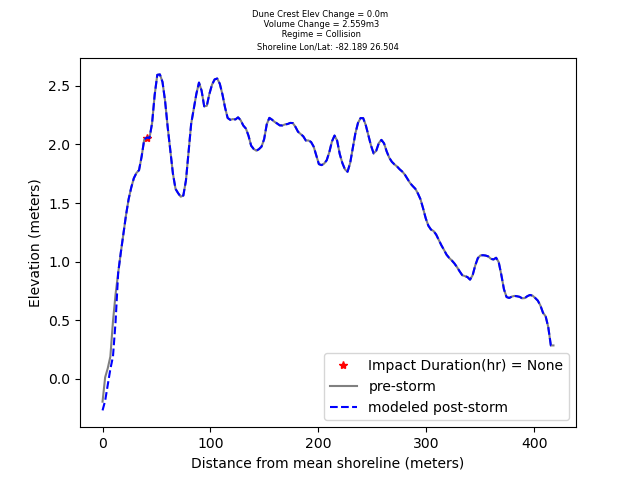 Dune Crest Elev Change = 0.0m
Volume Change = 2.559m3
Regime = Collision
Shoreline Lon/Lat: -82.189 26.504
2.5
2.0
1.5
1.0
0.5
0.0
Elevation (meters)
Impact Duration(hr) = None
pre-storm
modeled post-storm
0 100 200 300 400
Distance from mean shoreline (meters)